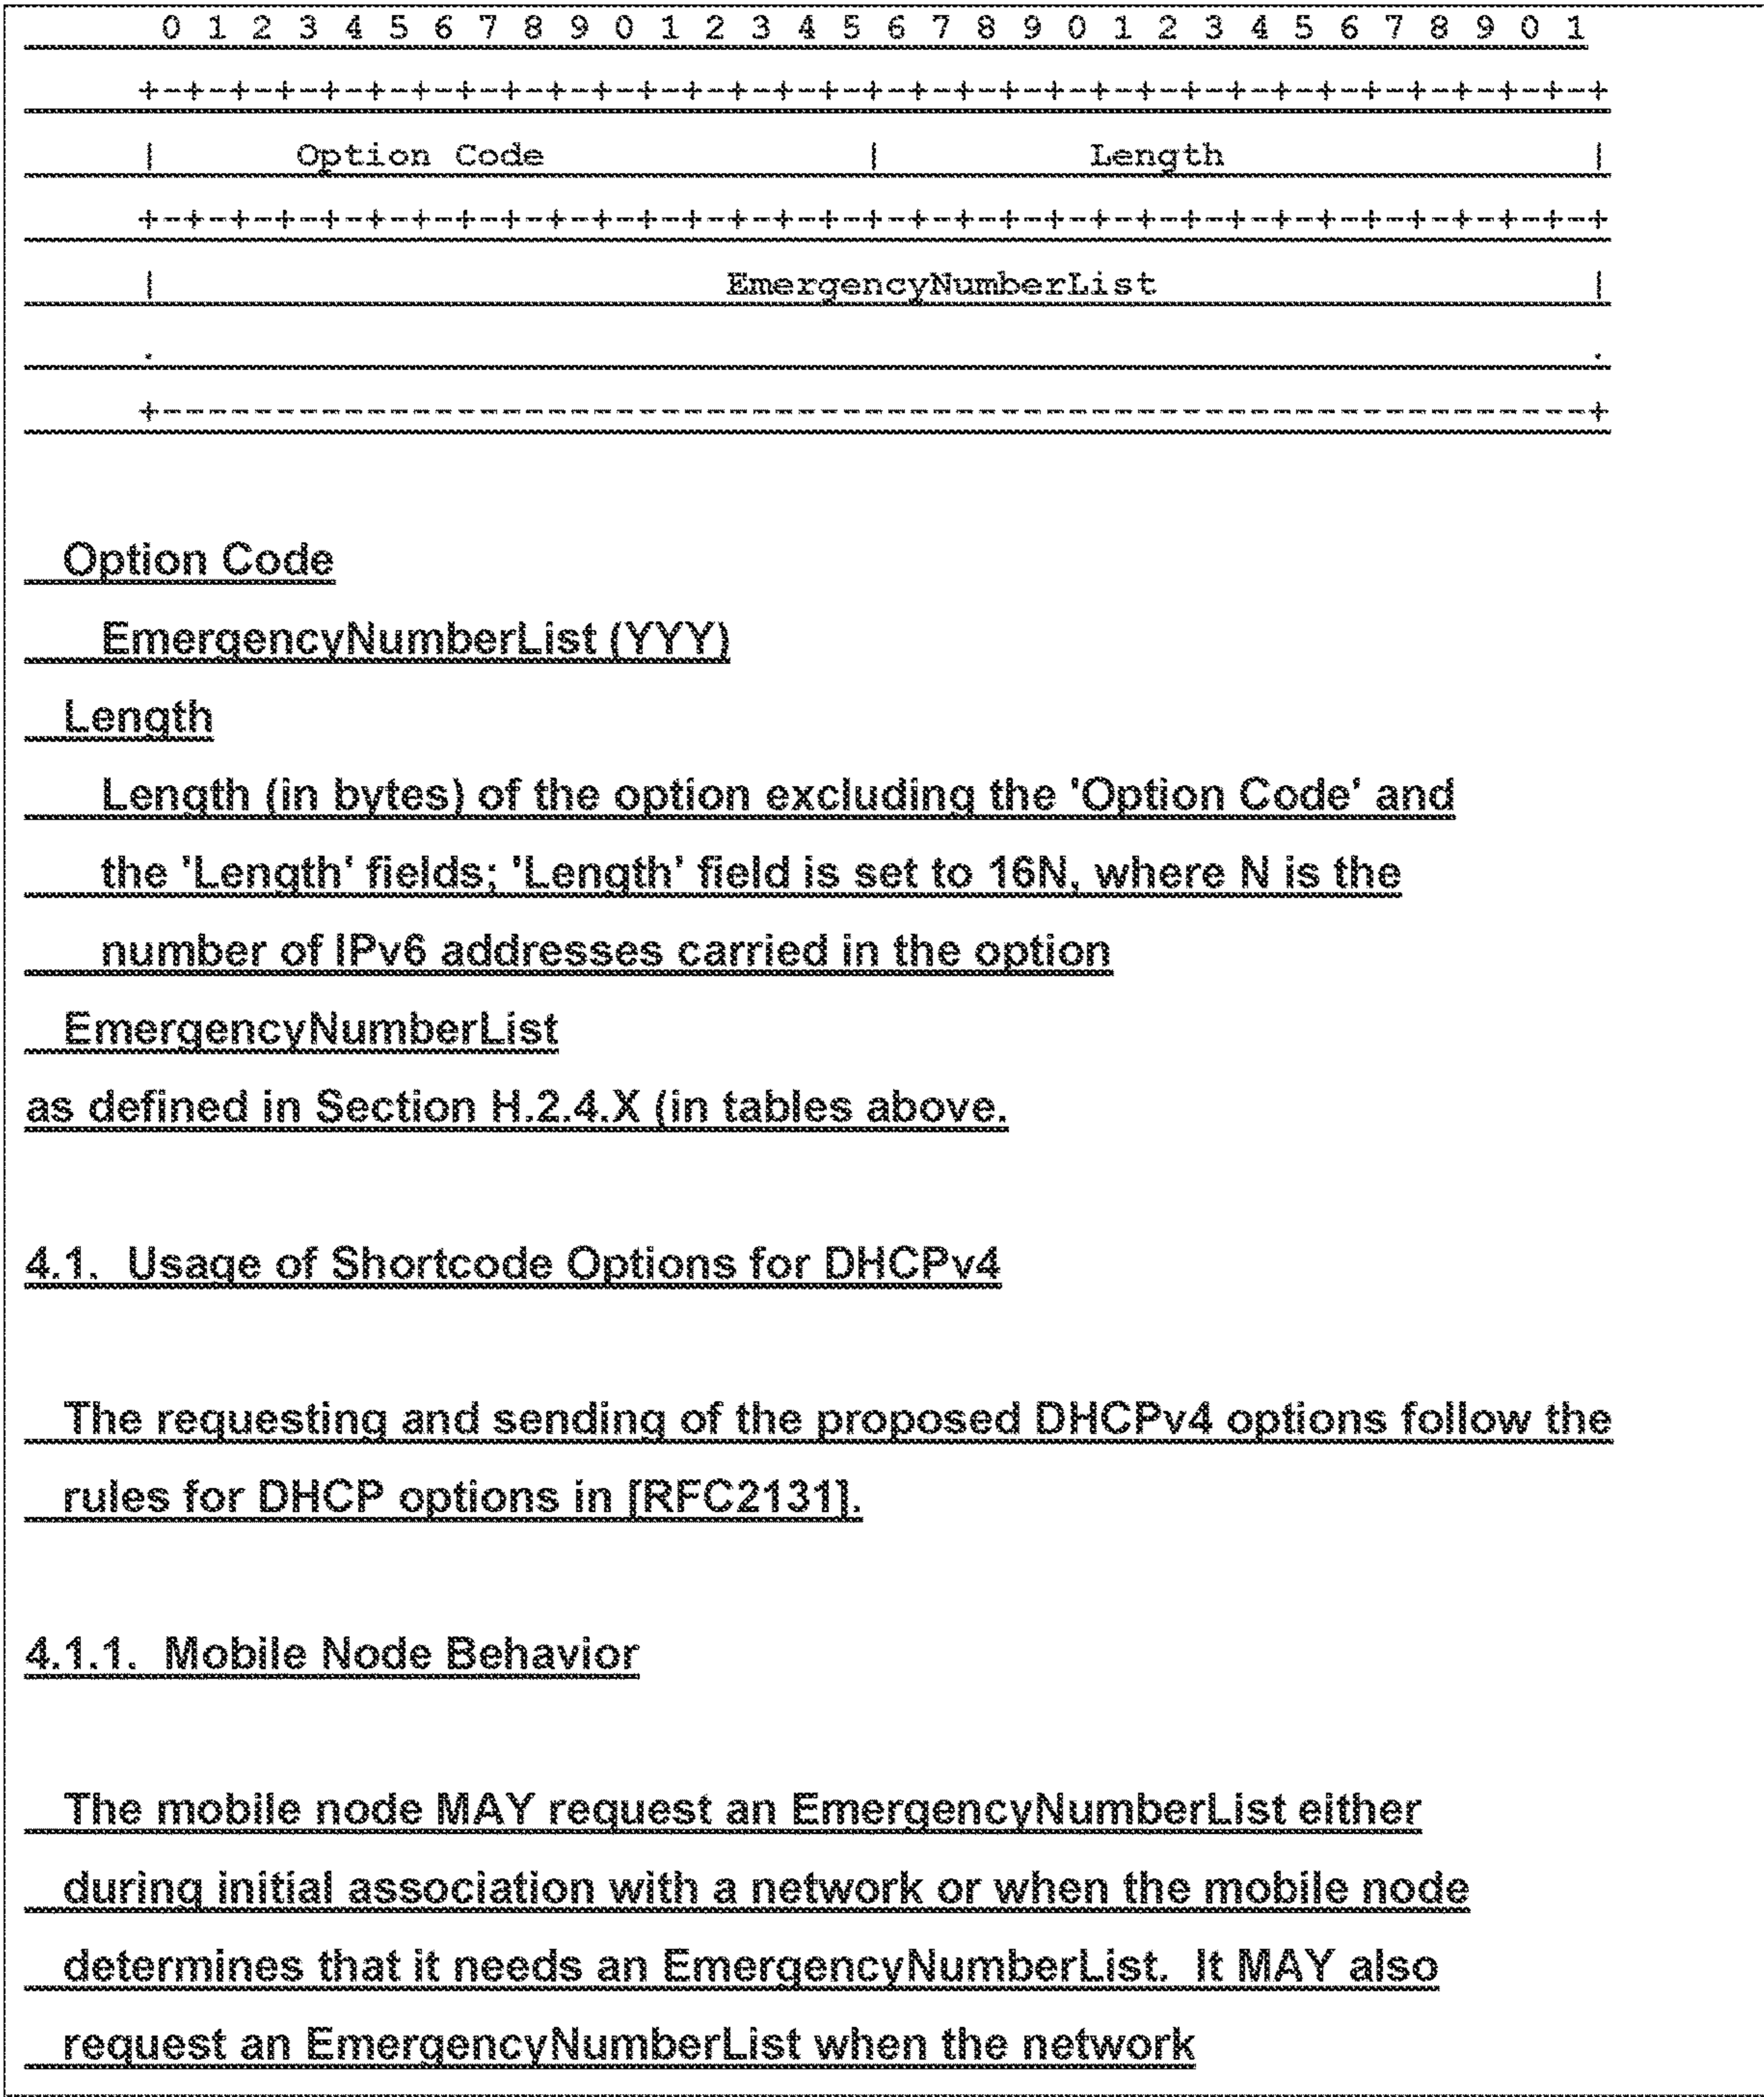 0 1 2 3 4 5 6 7 8 9 0 1 2 3 4 5 6 7 8 9 0 1 2 3 4 5 6 7 8 9 0 1
+-+-+-+-+-+-+-+-+-+-+-+-+-+-+-+-+-+-+-+-+-+-+-+-+-+-+-+-+-+-+-+-+
| Option Code | Length |
+-+-+-+-+-+-+-+-+-+-+-+-+-+-+-+-+-+-+-+-+-+-+-+-+-+-+-+-+-+-+-+-+
| EmergencyNumberList |
. .
+---------------------------------------------------------------+
Option Code
EmergencyNumberList (YYY)
Length
Length (in bytes) of the option excluding the 'Option Code' and
the 'Length' fields; 'Length' field is set to 16N, where N is the
number of IPv6 addresses carried in the option
EmergencyNumberList
as defined in Section H.2.4.X (in tables above.
4.1. Usage of Shortcode Options for DHCPv4
The requesting and sending of the proposed DHCPv4 options follow the
rules for DHCP options in [RFC2131].
4.1.1. Mobile Node Behavior
The mobile node MAY request an EmergencyNumberList either
during initial association with a network or when the mobile node
determines that it needs an EmergencyNumberList. It MAY also
request an EmergencyNumberList when the network